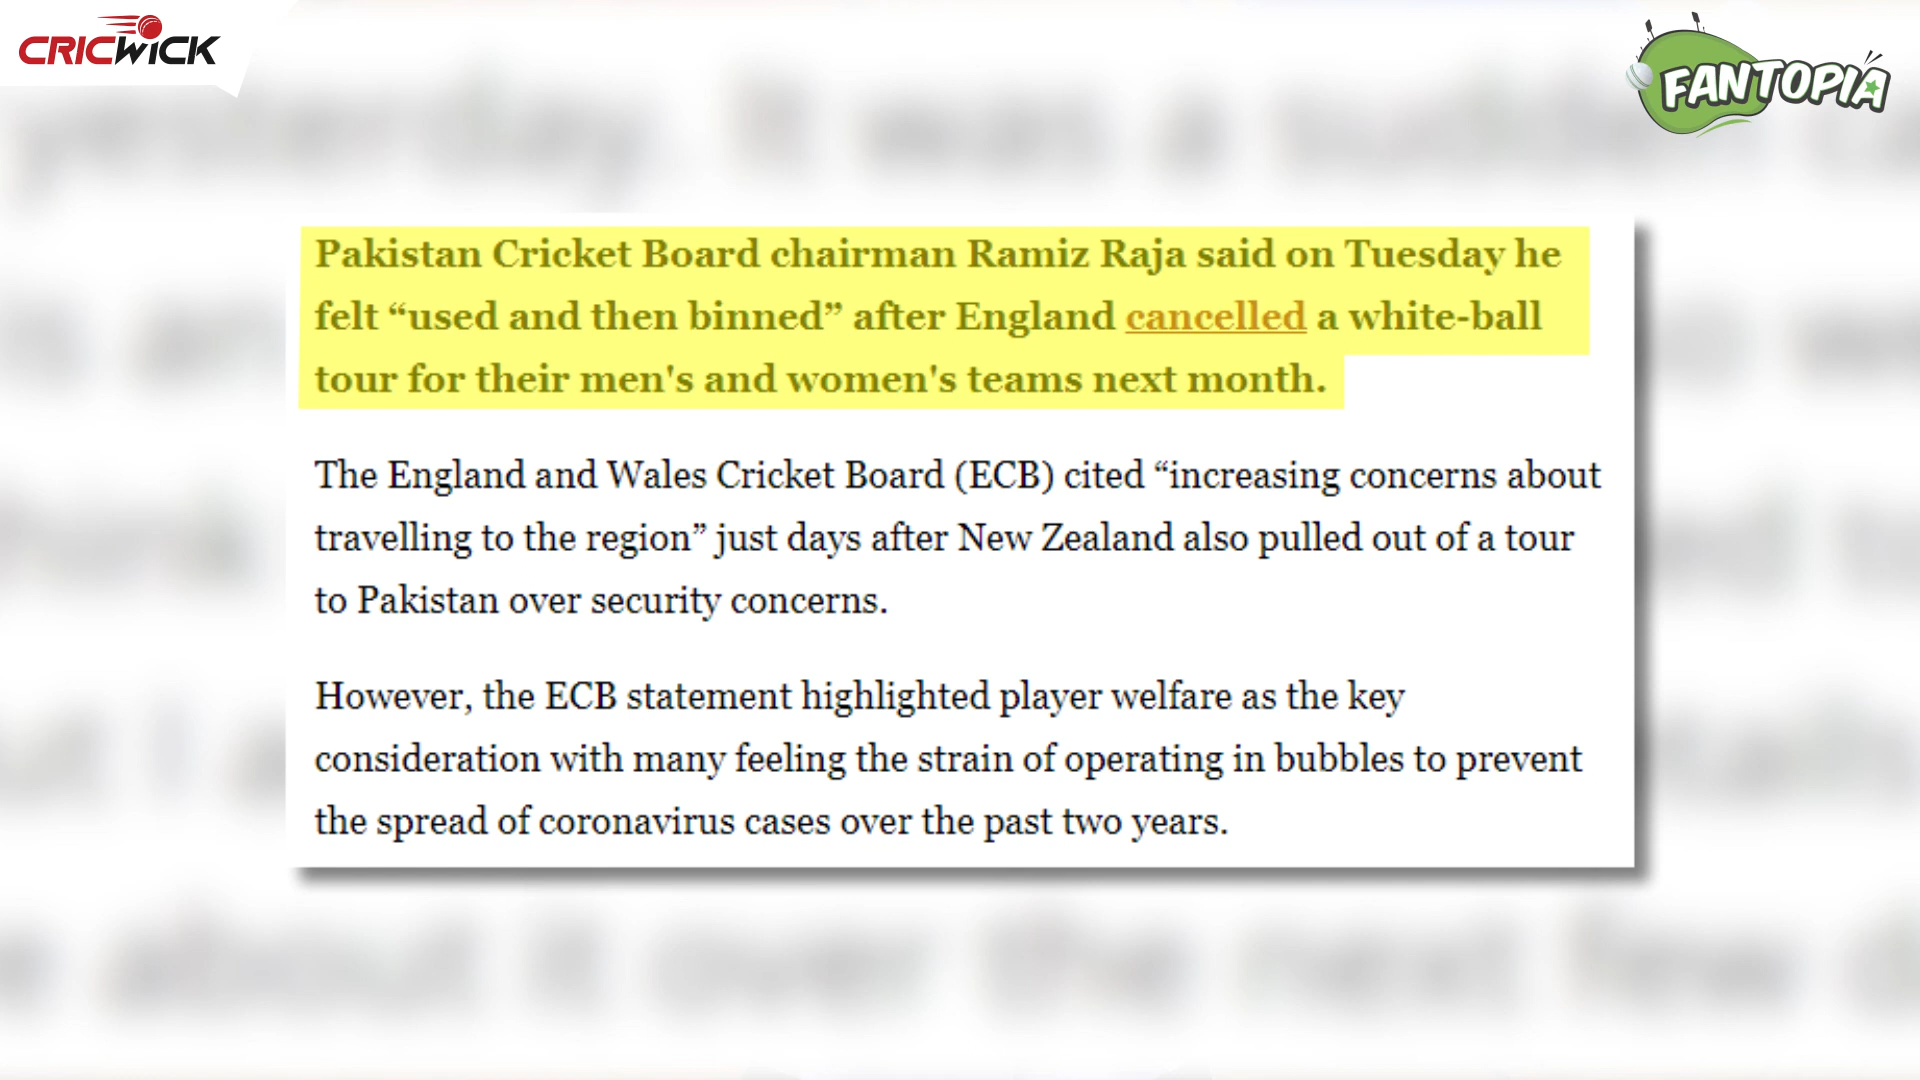 CRICWICK
FANTOPIA
Pakistan Cricket Board chairman Ramiz Raja said on Tuesday he
felt “used and then binned” after England cancelled a white-ball
tour for their men's and women's teams next month.
The England and Wales Cricket Board (ECB) cited “increasing concerns about
travelling to the region” just days after New Zealand also pulled out of a tour
to Pakistan over security concerns.
However, the ECB statement highlighted player welfare as the key
consideration with many feeling the strain of operating in bubbles to prevent
the spread of coronavirus cases over the past two years.